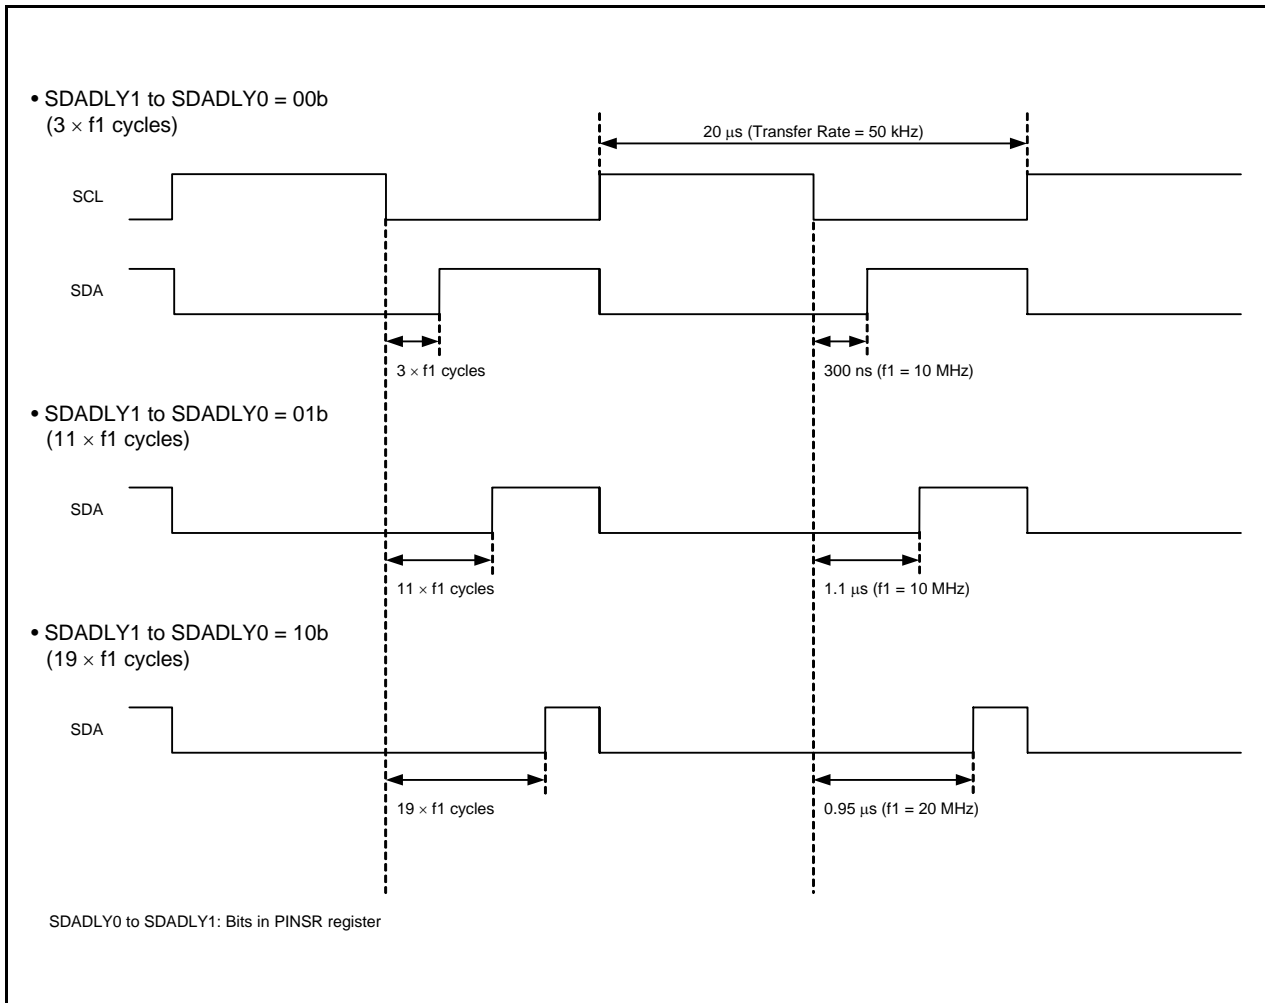 • SDADLY1 to SDADLY0 = 00b
(3 × f1 cycles)
20 μs (Transfer Rate = 50 kHz)
SCL
SDA
3 × f1 cycles
300 ns (f1 = 10 MHz)
• SDADLY1 to SDADLY0 = 01b
(11 × f1 cycles)
SDA
11 × f1 cycles
1.1 μs (f1 = 10 MHz)
• SDADLY1 to SDADLY0 = 10b
(19 × f1 cycles)
SDA
19 × f1 cycles
0.95 μs (f1 = 20 MHz)
SDADLY0 to SDADLY1: Bits in PINSR register